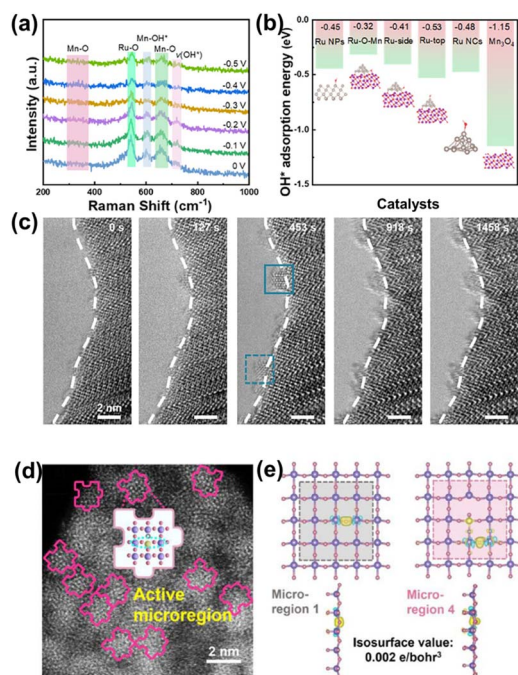 (a)
Mn-O
Ru-O
Mn-OH*
Mn-O
ν(OH*)
-0.5 V
-0.4 V
-0.3 V
-0.2 V
-0.1 V
0 V
Intensity (a.u.)
200 400 600 800 1000
Raman Shift (cm⁻¹)
(b)
OH* adsorption energy (eV)
0.0
-0.5
-1.0
-1.5
-0.45 -0.32 -0.41 -0.53 -0.48 -1.15
Ru NPs Ru-O-Mn Ru-side Ru-top Ru NCs Mn₃O₄
Catalysts
(c)
0 s
127 s
453 s
918 s
1458 s
2 nm
(d)
Active
microregion
2 nm
(e)
Micro-
region 1
Micro-
region 4
Isosurface value:
0.002 e/bohr³